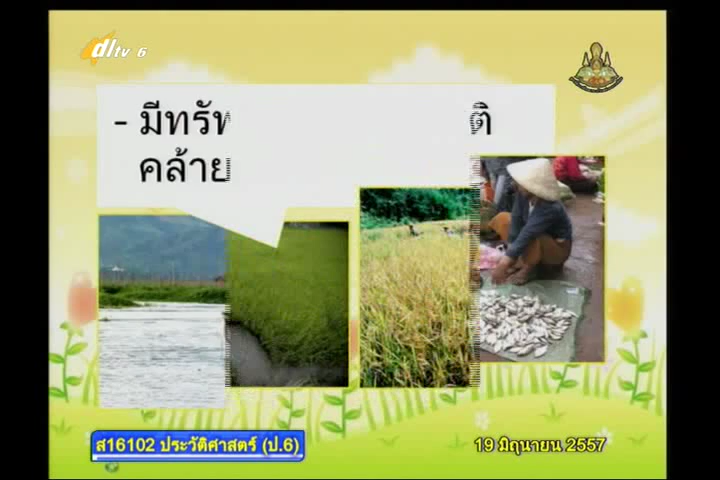 dltv 6
- มีทรั
ติ
คล้าย
ส16102 ประวัติศาสตร์ (ป.6)
19 มิถุนายน 2557